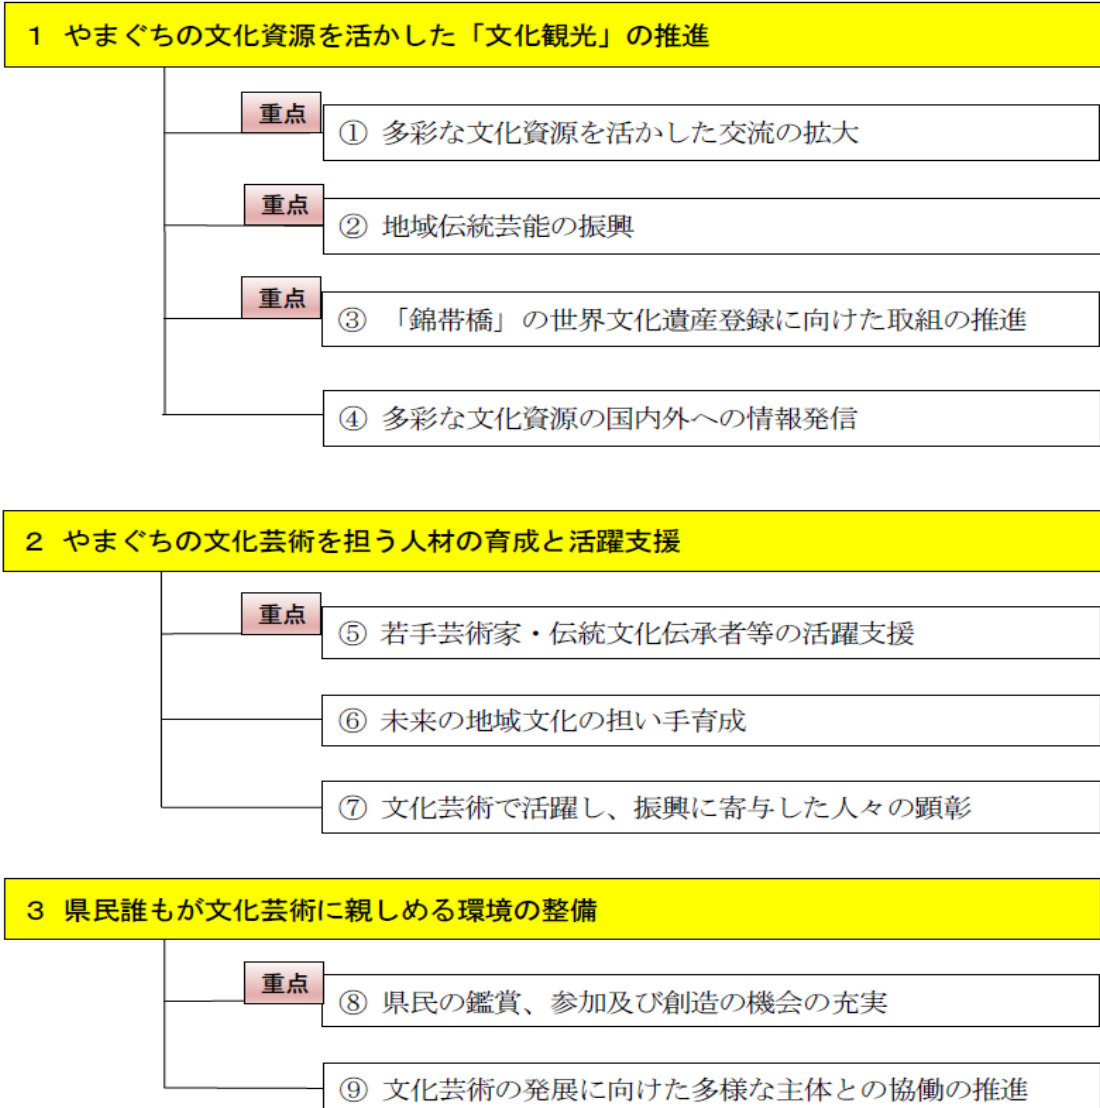 １ やまぐちの文化資源を活かした「文化観光」の推進
重点
① 多彩な文化資源を活かした交流の拡大
重点
② 地域伝統芸能の振興
重点
③ 「錦帯橋」の世界文化遺産登録に向けた取組の推進
④ 多彩な文化資源の国内外への情報発信
２ やまぐちの文化芸術を担う人材の育成と活躍支援
重点
⑤ 若手芸術家・伝統文化伝承者等の活躍支援
⑥ 未来の地域文化の担い手育成
⑦ 文化芸術で活躍し、振興に寄与した人々の顕彰
３ 県民誰もが文化芸術に親しめる環境の整備
重点
⑧ 県民の鑑賞、参加及び創造の機会の充実
⑨ 文化芸術の発展に向けた多様な主体との協働の推進